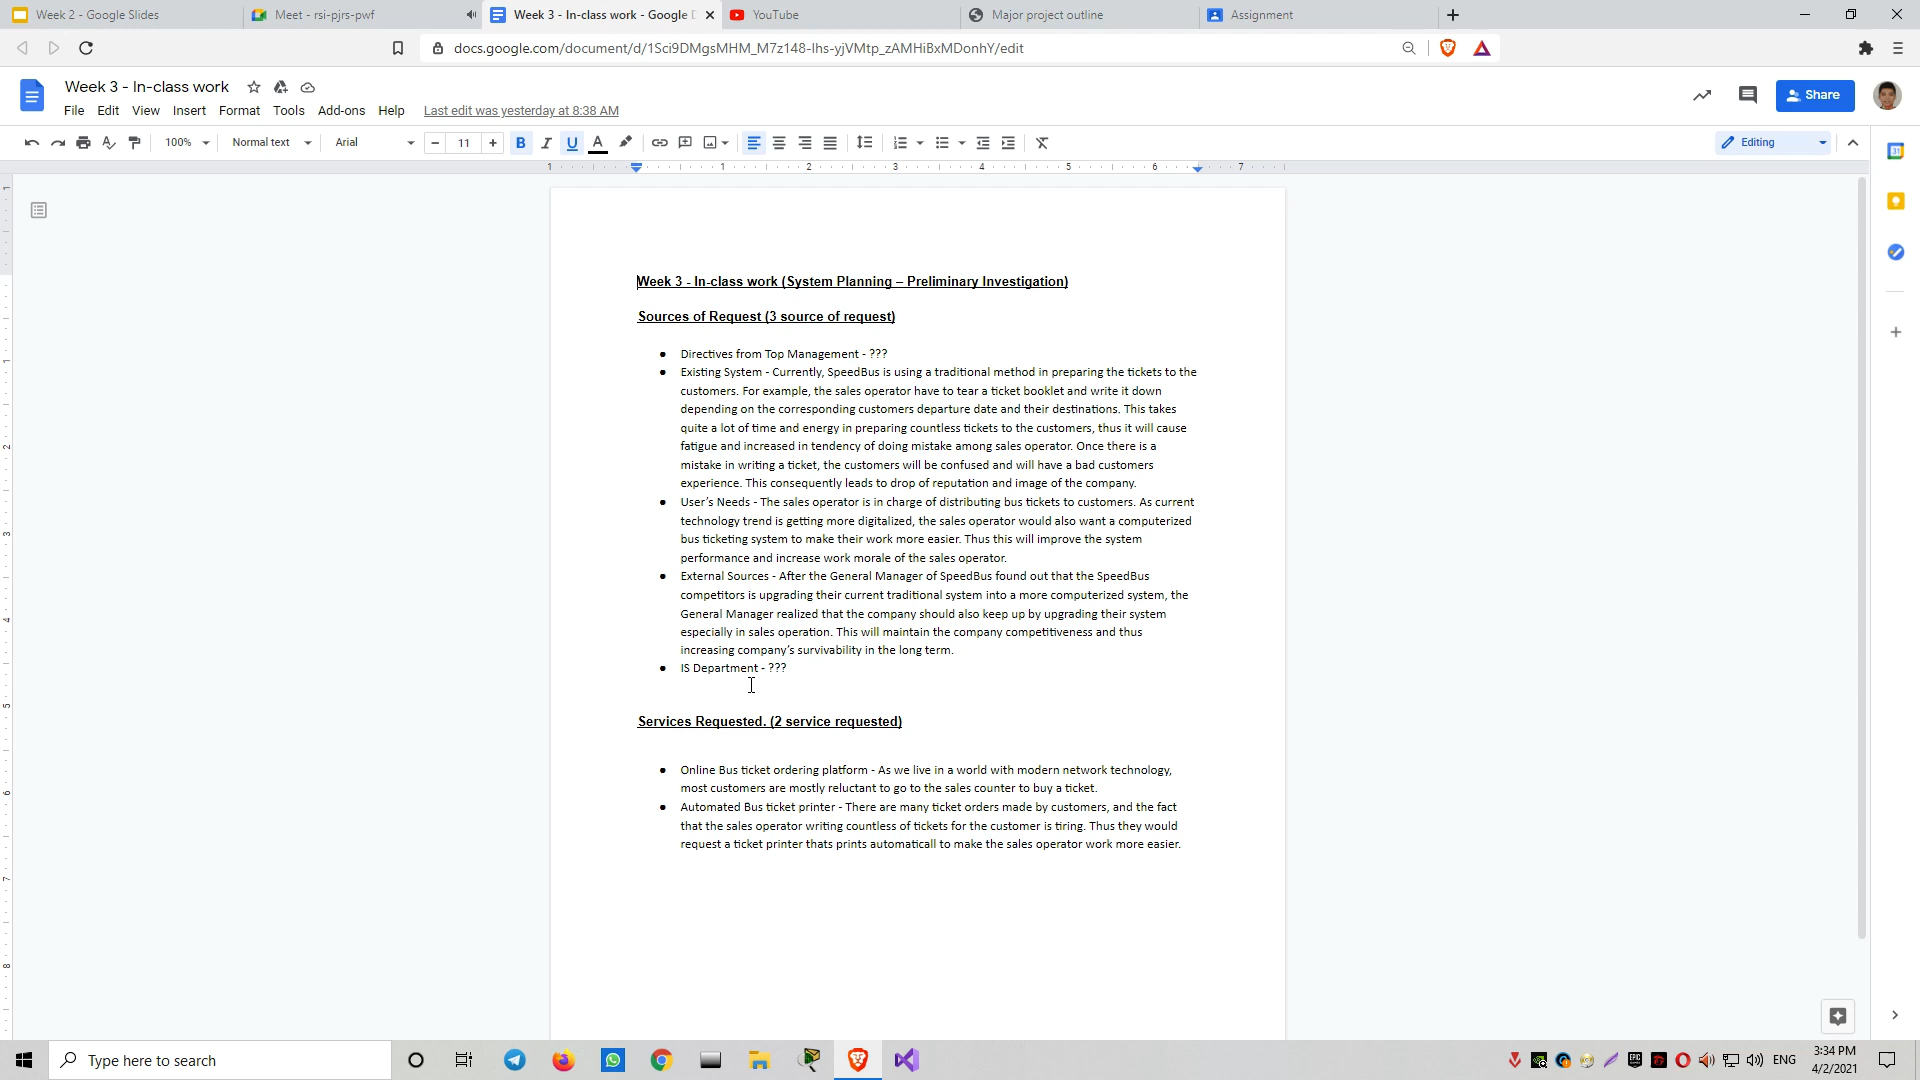 Week 2 - Google Slides
Meet - rsi-pjrs-pwf
Week 3 - In-class work - Google D
YouTube
Major project outline
Assignment
docs.google.com/document/d/1Sci9DMgsMHM_M7z148-lhs-yjVMtp_zAMHiBxMDonhY/edit
Week 3 - In-class work
File Edit View Insert Format Tools Add-ons Help Last edit was yesterday at 8:38 AM
Share
100% Normal text Arial - 11 + B I U A
Editing
1 1 2 3 4 5 6 7
Week 3 - In-class work (System Planning – Preliminary Investigation)
Sources of Request (3 source of request)
● Directives from Top Management - ???
● Existing System - Currently, SpeedBus is using a traditional method in preparing the tickets to the
customers. For example, the sales operator have to tear a ticket booklet and write it down
depending on the corresponding customers departure date and their destinations. This takes
quite a lot of time and energy in preparing countless tickets to the customers, thus it will cause
fatigue and increased in tendency of doing mistake among sales operator. Once there is a
mistake in writing a ticket, the customers will be confused and will have a bad customers
experience. This consequently leads to drop of reputation and image of the company.
● User’s Needs - The sales operator is in charge of distributing bus tickets to customers. As current
technology trend is getting more digitalized, the sales operator would also want a computerized
bus ticketing system to make their work more easier. Thus this will improve the system
performance and increase work morale of the sales operator.
● External Sources - After the General Manager of SpeedBus found out that the SpeedBus
competitors is upgrading their current traditional system into a more computerized system, the
General Manager realized that the company should also keep up by upgrading their system
especially in sales operation. This will maintain the company competitiveness and thus
increasing company’s survivability in the long term.
● IS Department - ???
Services Requested. (2 service requested)
● Online Bus ticket ordering platform - As we live in a world with modern network technology,
most customers are mostly reluctant to go to the sales counter to buy a ticket.
● Automated Bus ticket printer - There are many ticket orders made by customers, and the fact
that the sales operator writing countless of tickets for the customer is tiring. Thus they would
request a ticket printer thats prints automaticall to make the sales operator work more easier.
1
1
2
3
4
5
6
7
8
31
Type here to search
EPIC
ENG
3:34 PM
4/2/2021